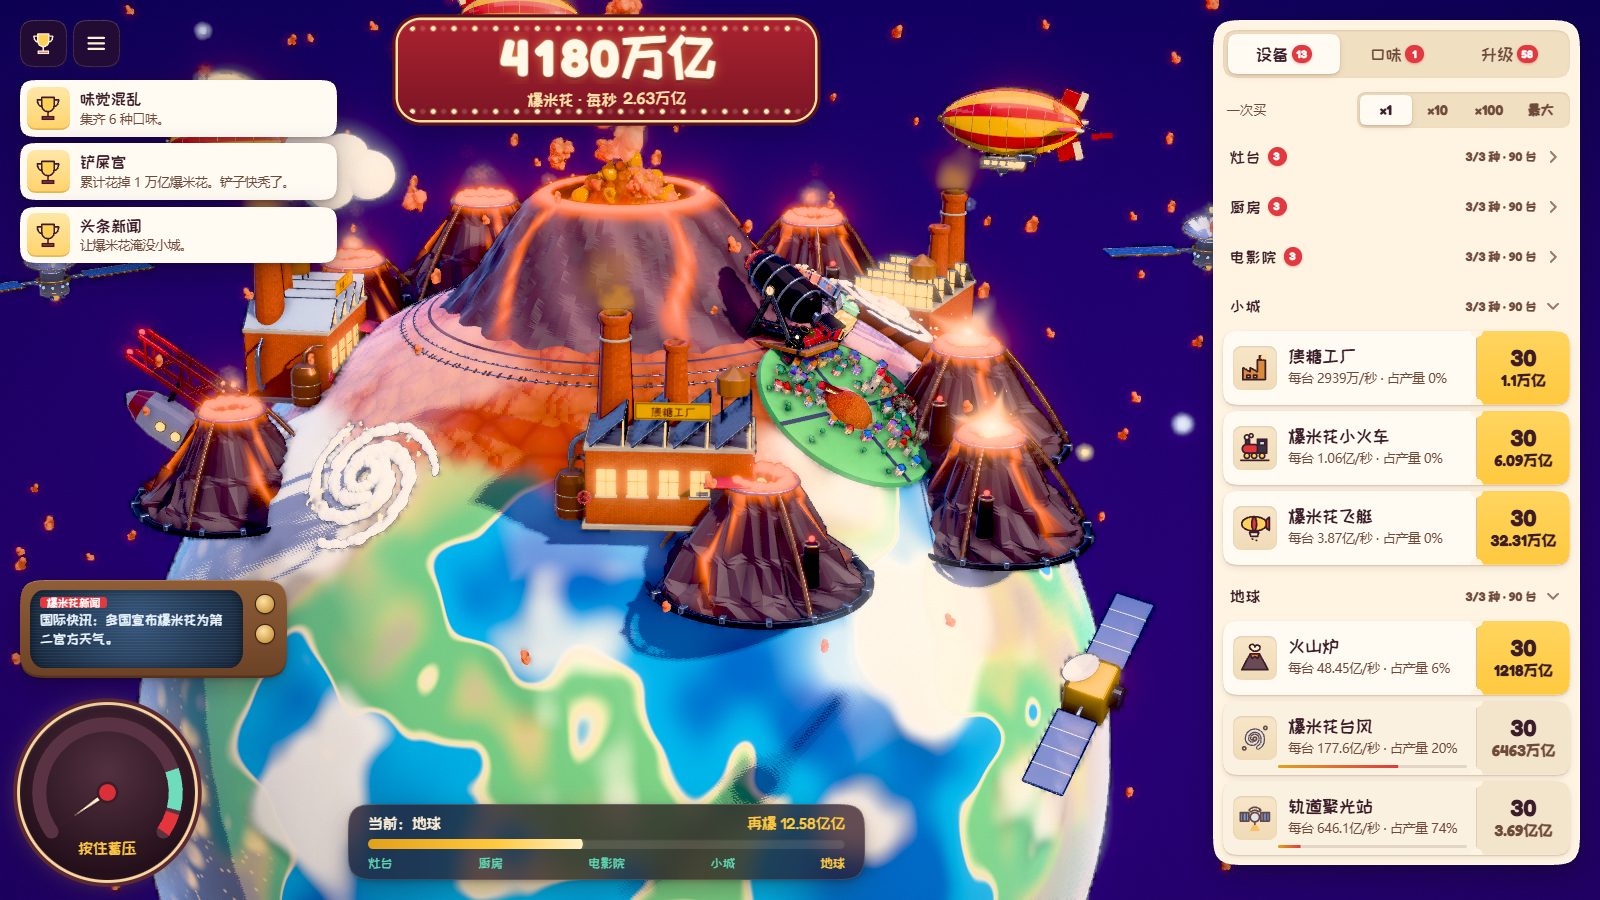 4180万亿
爆米花 · 每秒 2.63万亿
味觉混乱
集齐 6 种口味。
铲屎官
累计花掉 1 万亿爆米花。铲子快秃了。
头条新闻
让爆米花淹没小城。
焦糖工厂
爆米花新闻
国际快讯：多国宣布爆米花为第
二官方天气。
按住蓄压
当前：地球
再爆 12.58亿亿
灶台 厨房 电影院 小城 地球
设备 13 口味 1 升级 58
一次买 ×1 ×10 ×100 最大
灶台 3 3/3 种 · 90 台
厨房 3 3/3 种 · 90 台
电影院 3 3/3 种 · 90 台
小城 3/3 种 · 90 台
焦糖工厂
每台 2939万/秒 · 占产量 0%
30
1.1万亿
爆米花小火车
每台 1.06亿/秒 · 占产量 0%
30
6.09万亿
爆米花飞艇
每台 3.87亿/秒 · 占产量 0%
30
32.31万亿
地球 3/3 种 · 90 台
火山炉
每台 48.45亿/秒 · 占产量 6%
30
1218万亿
爆米花台风
每台 177.6亿/秒 · 占产量 20%
30
6463万亿
轨道聚光站
每台 646.1亿/秒 · 占产量 74%
30
3.69亿亿